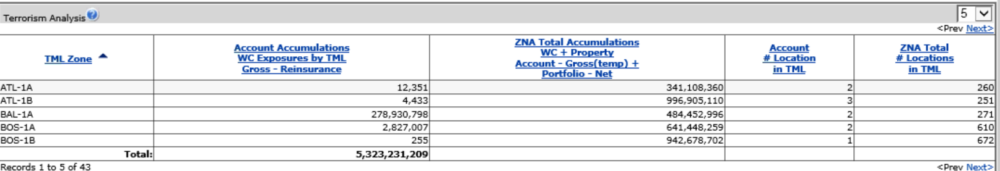 Terrorism Analysis
5
<Prev Next>
TML Zone
Account Accumulations
WC Exposures by TML
Gross - Reinsurance
ZNA Total Accumulations
WC + Property
Account - Gross(temp) +
Portfolio - Net
Account
# Location
in TML
ZNA Total
# Locations
in TML
ATL-1A 12,351 341,108,360 2 260
ATL-1B 4,433 996,905,110 3 251
BAL-1A 278,930,798 484,452,996 2 271
BOS-1A 2,827,007 641,448,259 2 610
BOS-1B 255 942,678,702 1 672
Total: 5,323,231,209
Records 1 to 5 of 43 <Prev Next>